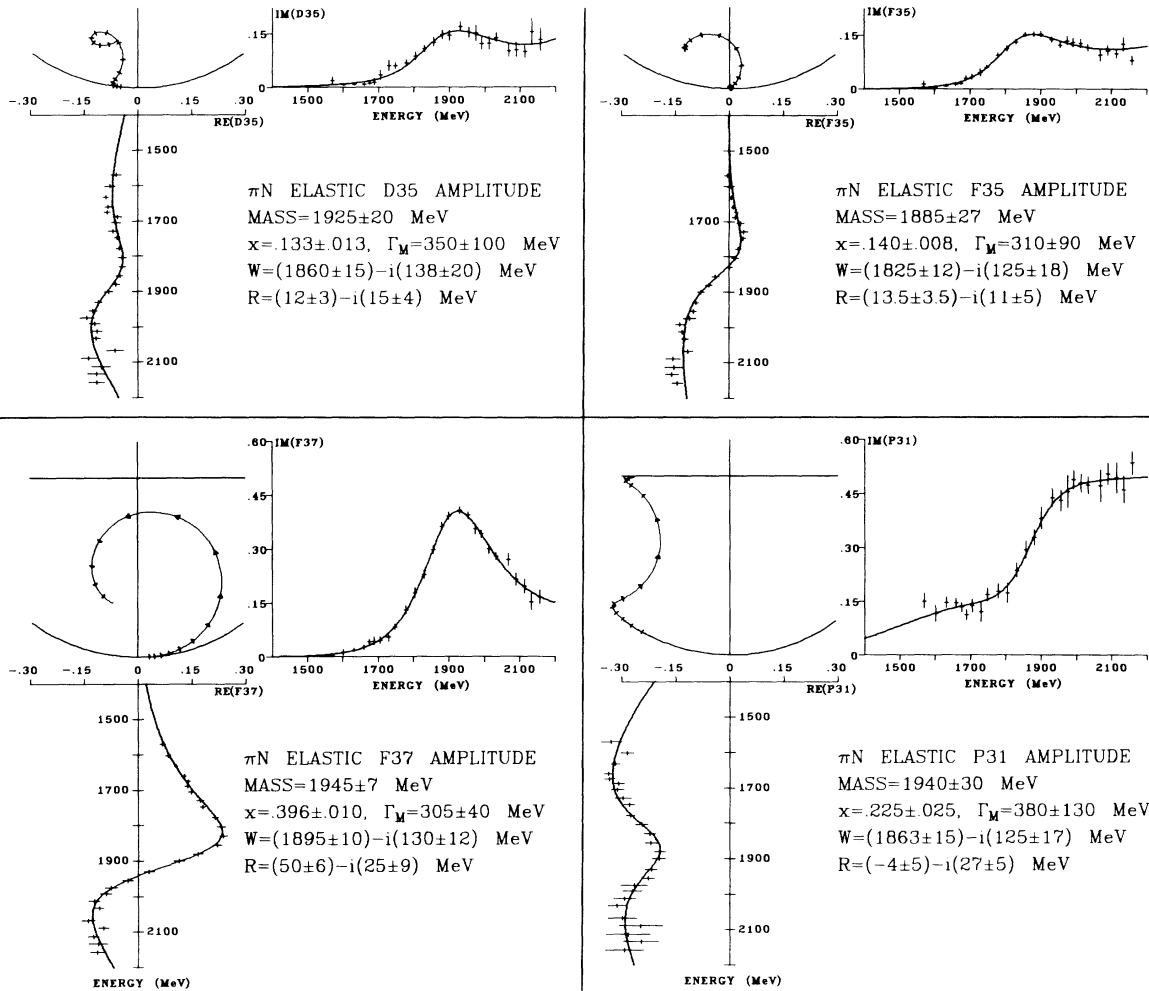 IM(D35)
.15
0
-.30 -.15 0 .15 .30
1500 1700 1900 2100
RE(D35)
ENERGY (MeV)
1500
1700
1900
2100
πN ELASTIC D35 AMPLITUDE
MASS=1925±20 MeV
x=.133±.013, Γ_M=350±100 MeV
W=(1860±15)-i(138±20) MeV
R=(12±3)-i(15±4) MeV
IM(F35)
.15
0
-.30 -.15 0 .15 .30
1500 1700 1900 2100
RE(F35)
ENERGY (MeV)
1500
1700
1900
2100
πN ELASTIC F35 AMPLITUDE
MASS=1885±27 MeV
x=.140±.008, Γ_M=310±90 MeV
W=(1825±12)-i(125±18) MeV
R=(13.5±3.5)-i(11±5) MeV
.60
IM(F37)
.45
.30
.15
0
-.30 -.15 0 .15 .30
1500 1700 1900 2100
RE(F37)
ENERGY (MeV)
1500
1700
1900
2100
ENERGY (MeV)
πN ELASTIC F37 AMPLITUDE
MASS=1945±7 MeV
x=.396±.010, Γ_M=305±40 MeV
W=(1895±10)-i(130±12) MeV
R=(50±6)-i(25±9) MeV
.60
IM(P31)
.45
.30
.15
0
-.30 -.15 0 .15 .30
1500 1700 1900 2100
RE(P31)
ENERGY (MeV)
1500
1700
1900
2100
ENERGY (MeV)
πN ELASTIC P31 AMPLITUDE
MASS=1940±30 MeV
x=.225±.025, Γ_M=380±130 MeV
W=(1863±15)-i(125±17) MeV
R=(-4±5)-i(27±5) MeV